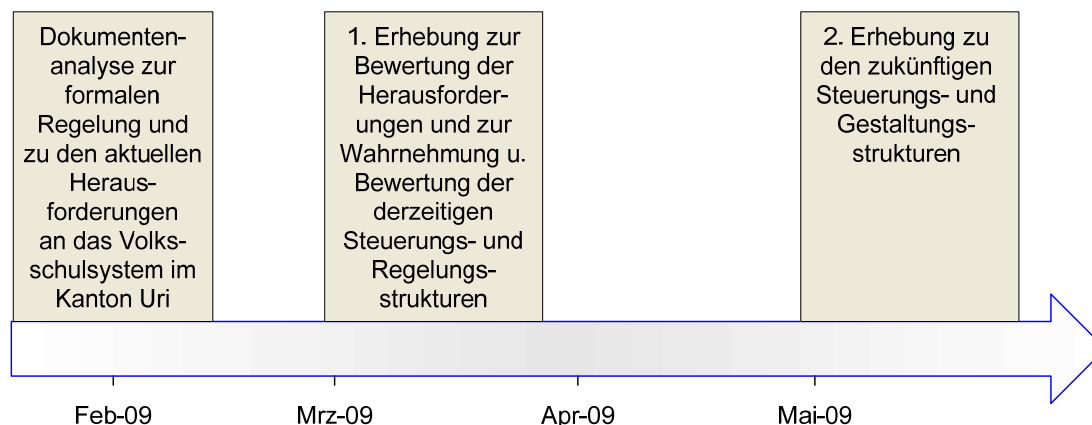 Dokumenten-
analyse zur
formalen
Regelung und
zu den aktuellen
Heraus-
forderungen
an das Volks-
schulsystem im
Kanton Uri
1. Erhebung zur
Bewertung der
Herausforder-
ungen und zur
Wahrnehmung u.
Bewertung der
derzeitigen
Steuerungs- und
Regelungs-
strukturen
2. Erhebung zu
den zukünftigen
Steuerungs- und
Gestaltungs-
strukturen
Feb-09
Mrz-09
Apr-09
Mai-09